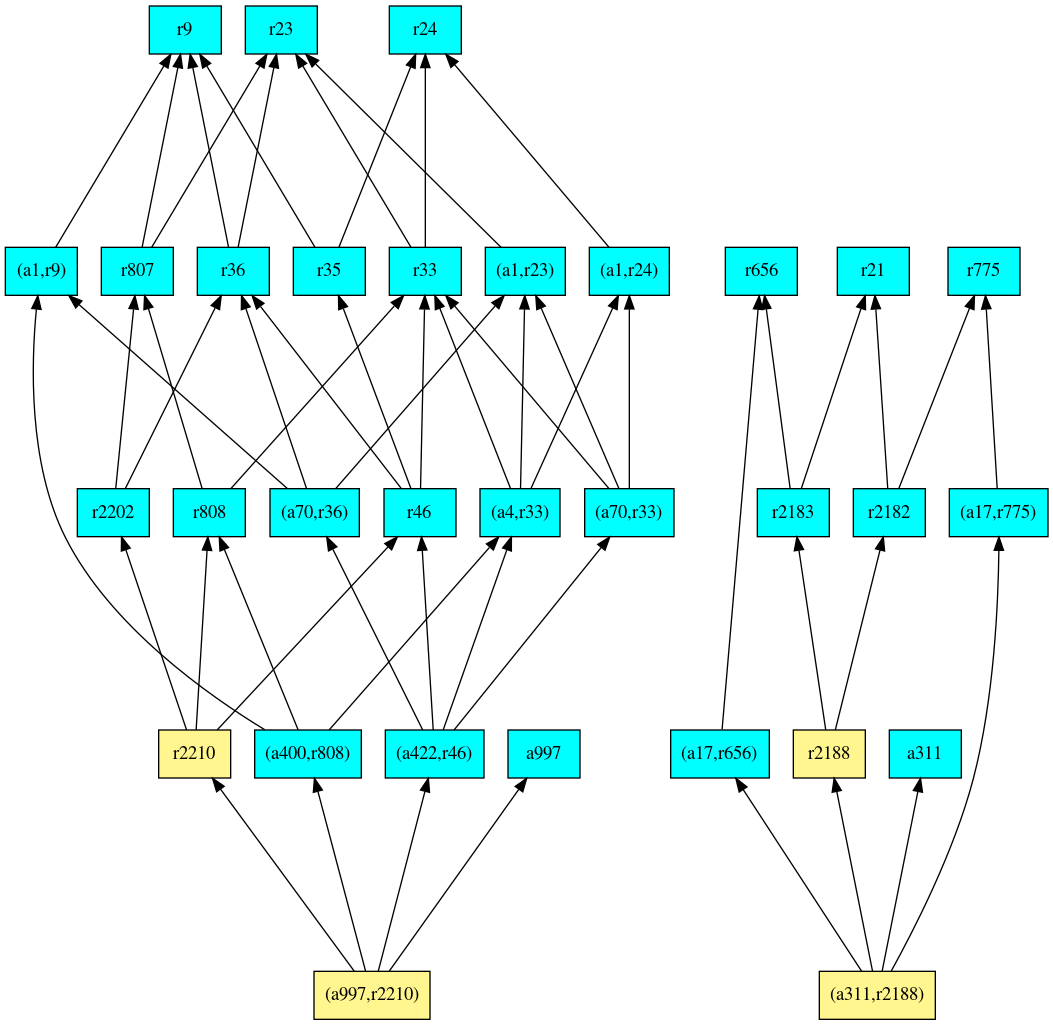 r9
r23
r24
(a1,r9)
r807
r36
r35
r33
(a1,r23)
(a1,r24)
r656
r21
r775
r2202
r808
(a70,r36)
r46
(a4,r33)
(a70,r33)
r2183
r2182
(a17,r775)
r2210
(a400,r808)
(a422,r46)
a997
(a17,r656)
r2188
a311
(a997,r2210)
(a311,r2188)